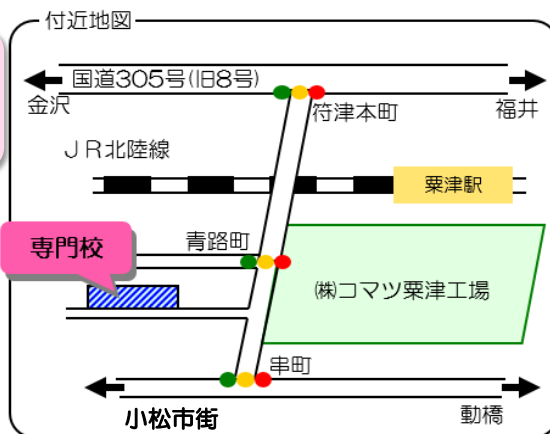 付近地図
国道305号(旧8号)
金沢
福井
符津本町
JR北陸線
粟津駅
青路町
専門校
㈱コマツ粟津工場
串町
小松市街
動橋